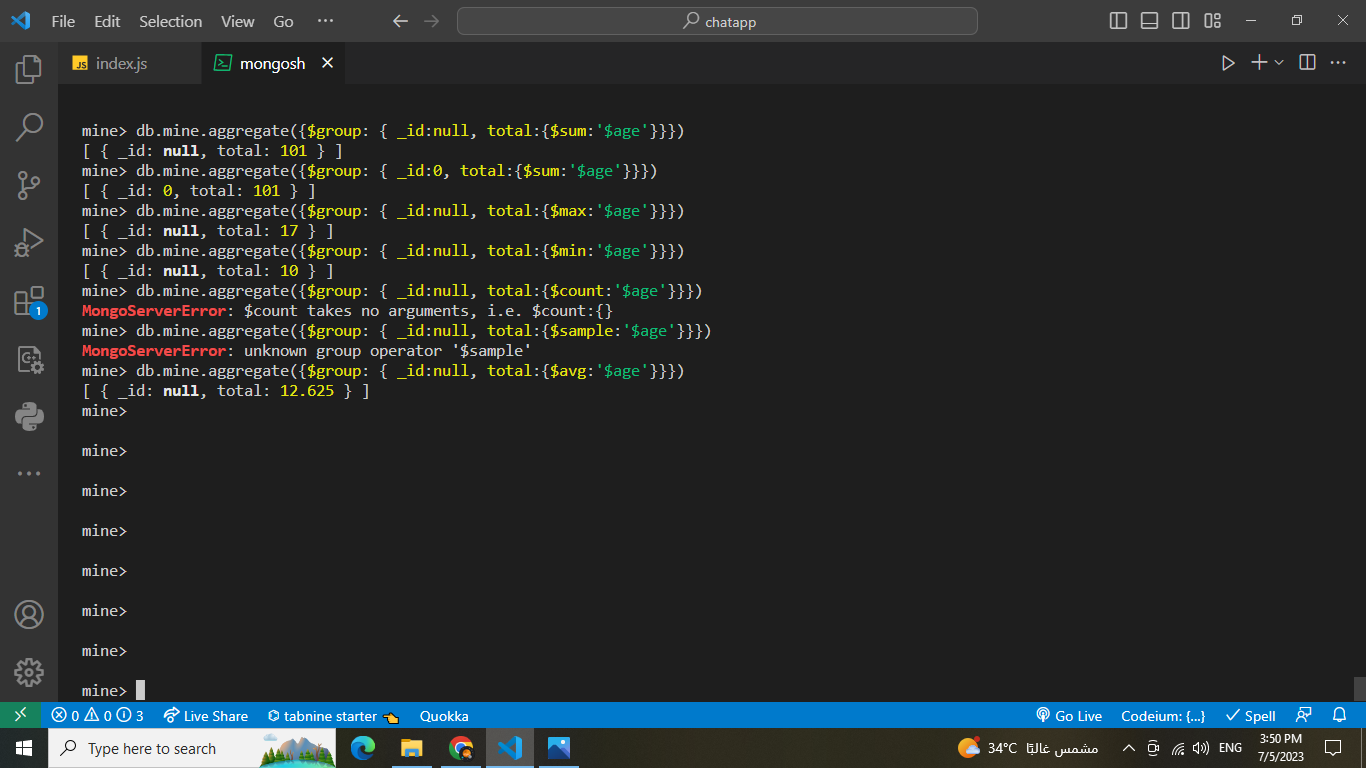 File Edit Selection View Go ··· chatapp
index.js mongosh
mine> db.mine.aggregate({$group: { _id:null, total:{$sum:'$age'}}})
[ { _id: null, total: 101 } ]
mine> db.mine.aggregate({$group: { _id:0, total:{$sum:'$age'}}})
[ { _id: 0, total: 101 } ]
mine> db.mine.aggregate({$group: { _id:null, total:{$max:'$age'}}})
[ { _id: null, total: 17 } ]
mine> db.mine.aggregate({$group: { _id:null, total:{$min:'$age'}}})
[ { _id: null, total: 10 } ]
mine> db.mine.aggregate({$group: { _id:null, total:{$count:'$age'}}})
MongoServerError: $count takes no arguments, i.e. $count:{}
mine> db.mine.aggregate({$group: { _id:null, total:{$sample:'$age'}}})
MongoServerError: unknown group operator '$sample'
mine> db.mine.aggregate({$group: { _id:null, total:{$avg:'$age'}}})
[ { _id: null, total: 12.625 } ]
mine>
mine>
mine>
mine>
mine>
mine>
mine>
mine>
1
0 0 3 Live Share tabnine starter Quokka Go Live Codeium: {...} Spell
Type here to search 34°C مشمس غالبًا ENG 3:50 PM
7/5/2023